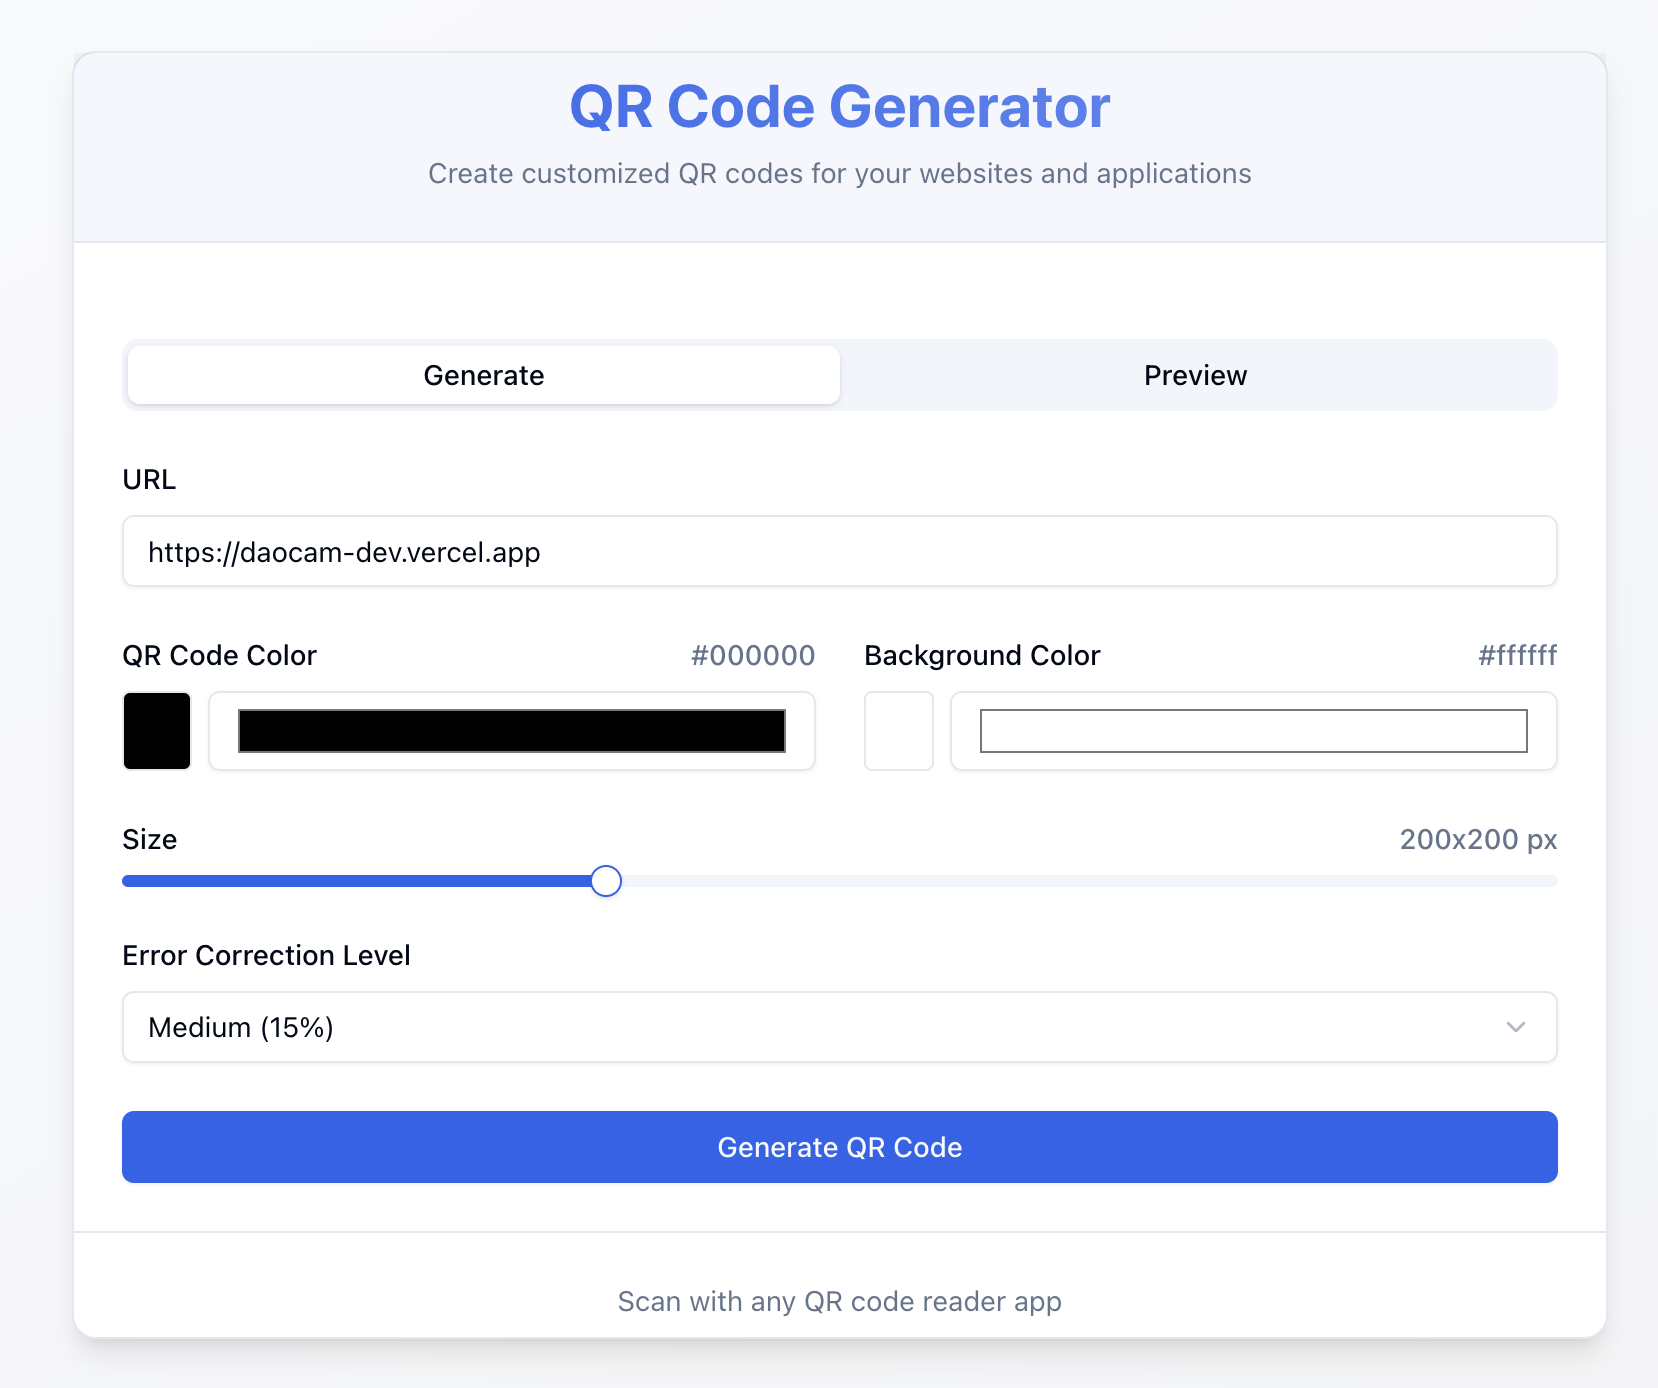 QR Code Generator
Create customized QR codes for your websites and applications
Generate
Preview
URL
https://daocam-dev.vercel.app
QR Code Color
#000000
Background Color
#ffffff
Size
200x200 px
Error Correction Level
Medium (15%)
Generate QR Code
Scan with any QR code reader app